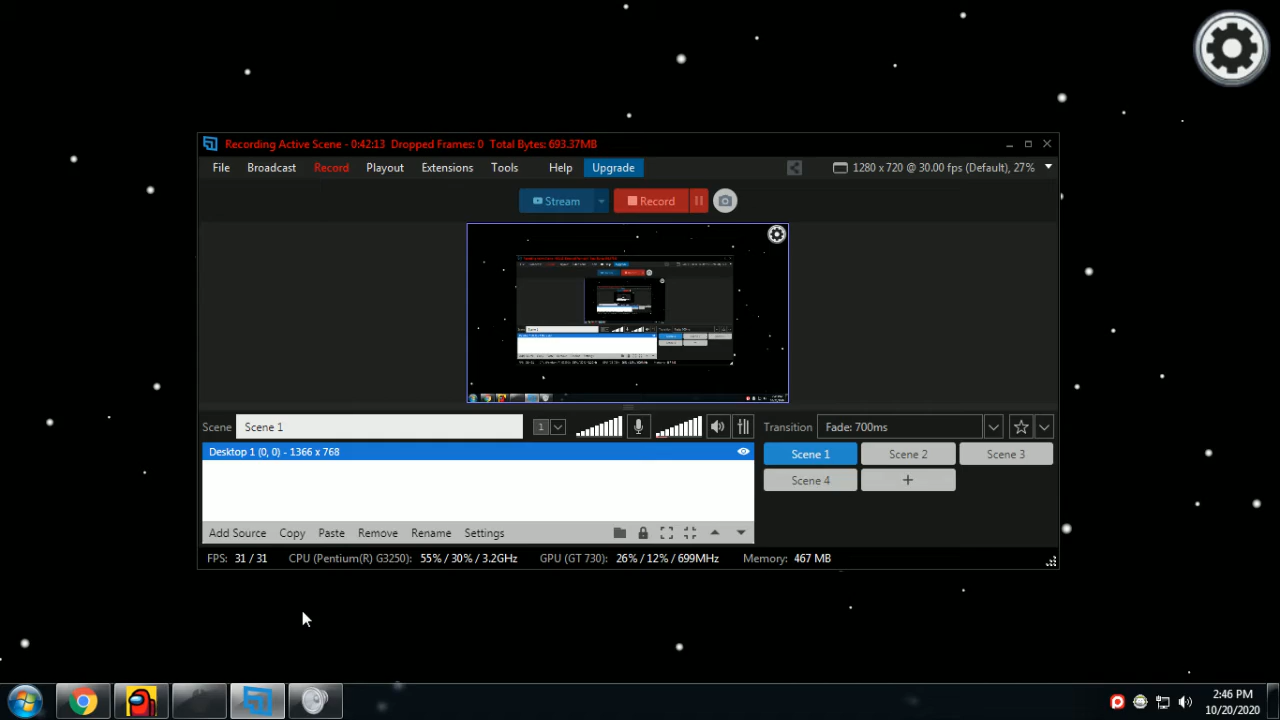 Recording Active Scene - 0:42:13 Dropped Frames: 0 Total Bytes: 693.37MB
File Broadcast Record Playout Extensions Tools Help Upgrade 1280 x 720 @ 30.00 fps (Default), 27%
Stream Record
Scene Scene 1 1 Transition Fade: 700ms
Desktop 1 (0, 0) - 1366 x 768
Scene 1 Scene 2 Scene 3
Scene 4 +
Add Source Copy Paste Remove Rename Settings
FPS: 31 / 31 CPU (Pentium(R) G3250): 55% / 30% / 3.2GHz GPU (GT 730): 26% / 12% / 699MHz Memory: 467 MB
2:46 PM
10/20/2020